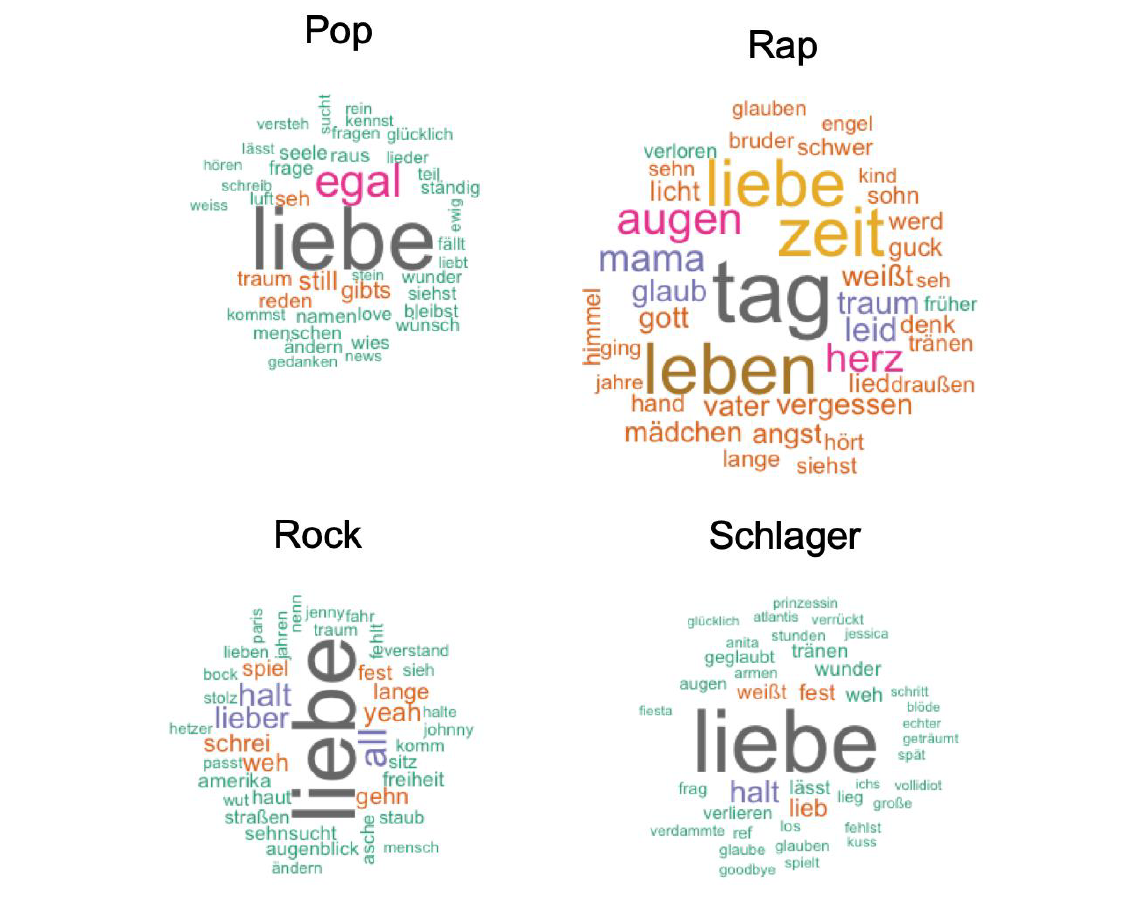 Pop
sucht
rein
kennst
versteh
fragen glücklich
lässt seele raus lieder
hören frage teil
egal
schreib ständig
luft seh
weiss
ewig
liebe
fällt
liebt
traum still stein wunder
gibts siehst
reden
kommst namen love bleibst
wunsch
menschen
ändern wies
gedanken news
Rap
glauben
engel
bruder schwer
verloren
sehn liebe kind
licht sohn
augen zeit werd
guck
mama
weißt seh
glaub tag traum früher
gott leid denk
himmel
tränen
ging
herz
leben
jahre lied draußen
hand vater vergessen
mädchen angst hört
lange siehst
Rock
paris
jahren
nenn
jenny fahr
traum
fehlt
lieben verstand
bock spiel fest sieh
stolz halt lange
lieber yeah halte
hetzer johnny
liebe
schrei all komm
passt weh sitz
amerika freiheit
wut haut gehn
straßen staub
sehnsucht
asche
augenblick mensch
ändern
Schlager
prinzessin
glücklich atlantis verrückt
anita stunden jessica
geglaubt tränen
armen wunder
augen weißt fest weh schritt
fiesta blöde
echter
liebe geträumt
spät
frag halt lässt ichs vollidiot
lieb lieg große
verlieren
verdammte ref los fehlst
glaube glauben kuss
goodbye spielt